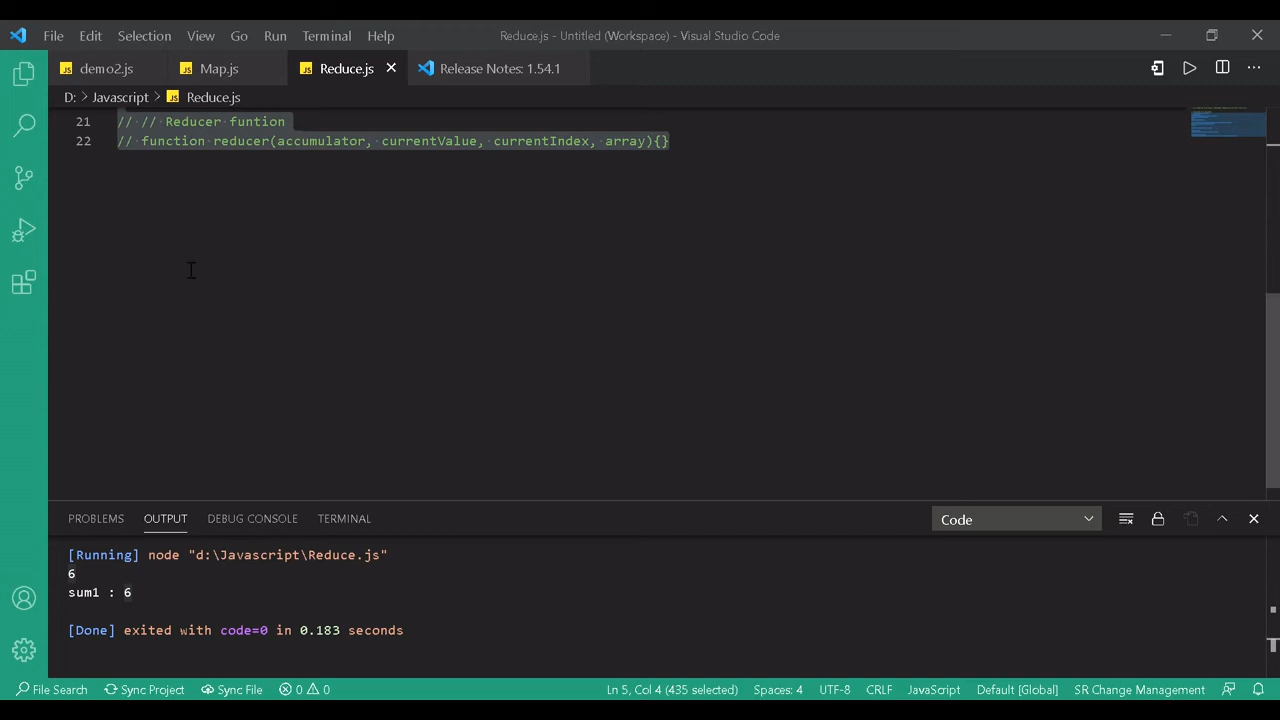 File Edit Selection View Go Run Terminal Help Reduce.js - Untitled (Workspace) - Visual Studio Code
JS demo2.js JS Map.js JS Reduce.js Release Notes: 1.54.1
D: > Javascript > JS Reduce.js
21 // // Reducer funtion
22 // function reducer(accumulator, currentValue, currentIndex, array){}
PROBLEMS OUTPUT DEBUG CONSOLE TERMINAL Code
[Running] node "d:\Javascript\Reduce.js"
6
sum1 : 6
[Done] exited with code=0 in 0.183 seconds
File Search Sync Project Sync File 0 0 Ln 5, Col 4 (435 selected) Spaces: 4 UTF-8 CRLF JavaScript Default [Global] SR Change Management